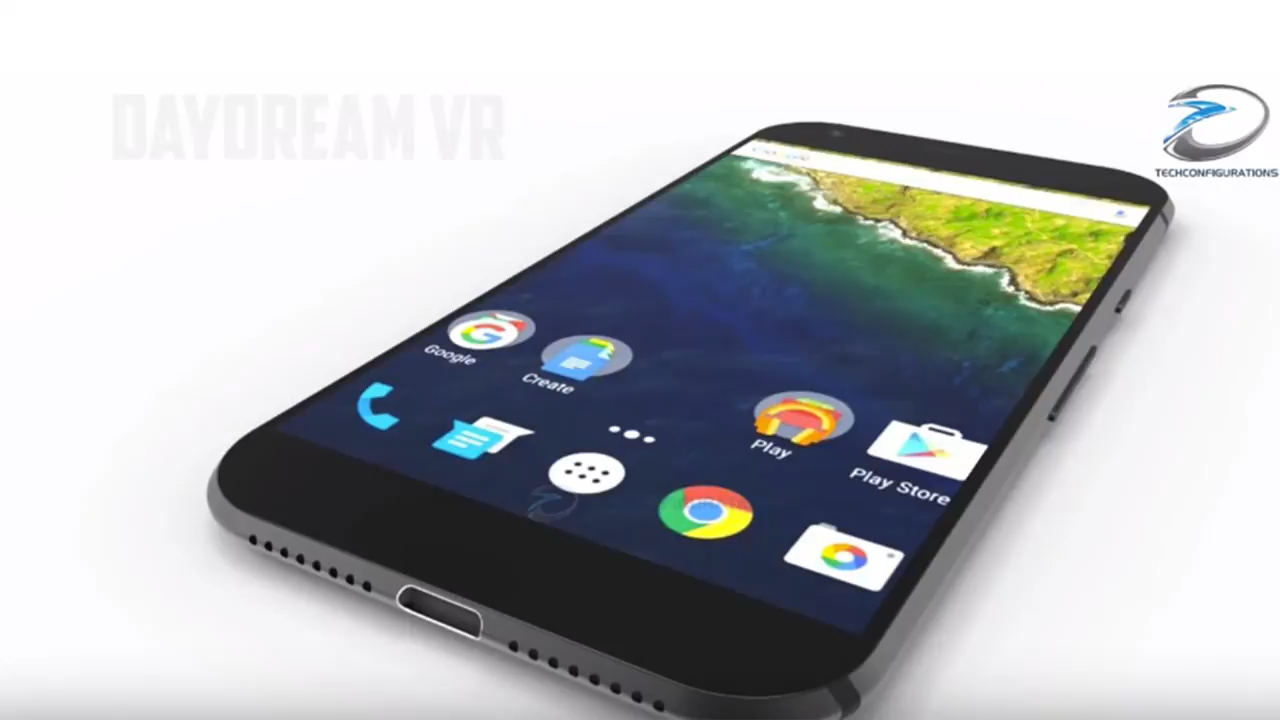 DAYDREAM VR
TECHCONFIGURATIONS
Google
Create
Play
Play Store